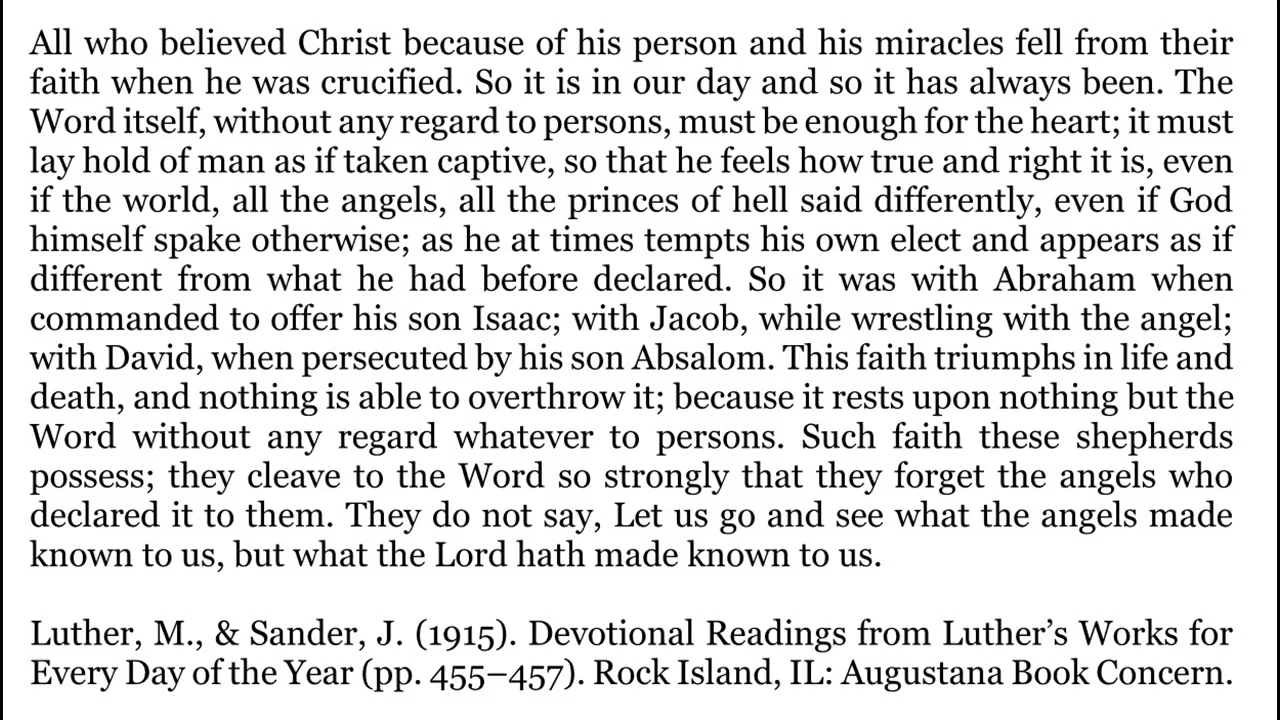 All who believed Christ because of his person and his miracles fell from their
faith when he was crucified. So it is in our day and so it has always been. The
Word itself, without any regard to persons, must be enough for the heart; it must
lay hold of man as if taken captive, so that he feels how true and right it is, even
if the world, all the angels, all the princes of hell said differently, even if God
himself spake otherwise; as he at times tempts his own elect and appears as if
different from what he had before declared. So it was with Abraham when
commanded to offer his son Isaac; with Jacob, while wrestling with the angel;
with David, when persecuted by his son Absalom. This faith triumphs in life and
death, and nothing is able to overthrow it; because it rests upon nothing but the
Word without any regard whatever to persons. Such faith these shepherds
possess; they cleave to the Word so strongly that they forget the angels who
declared it to them. They do not say, Let us go and see what the angels made
known to us, but what the Lord hath made known to us.
Luther, M., & Sander, J. (1915). Devotional Readings from Luther’s Works for
Every Day of the Year (pp. 455–457). Rock Island, IL: Augustana Book Concern.